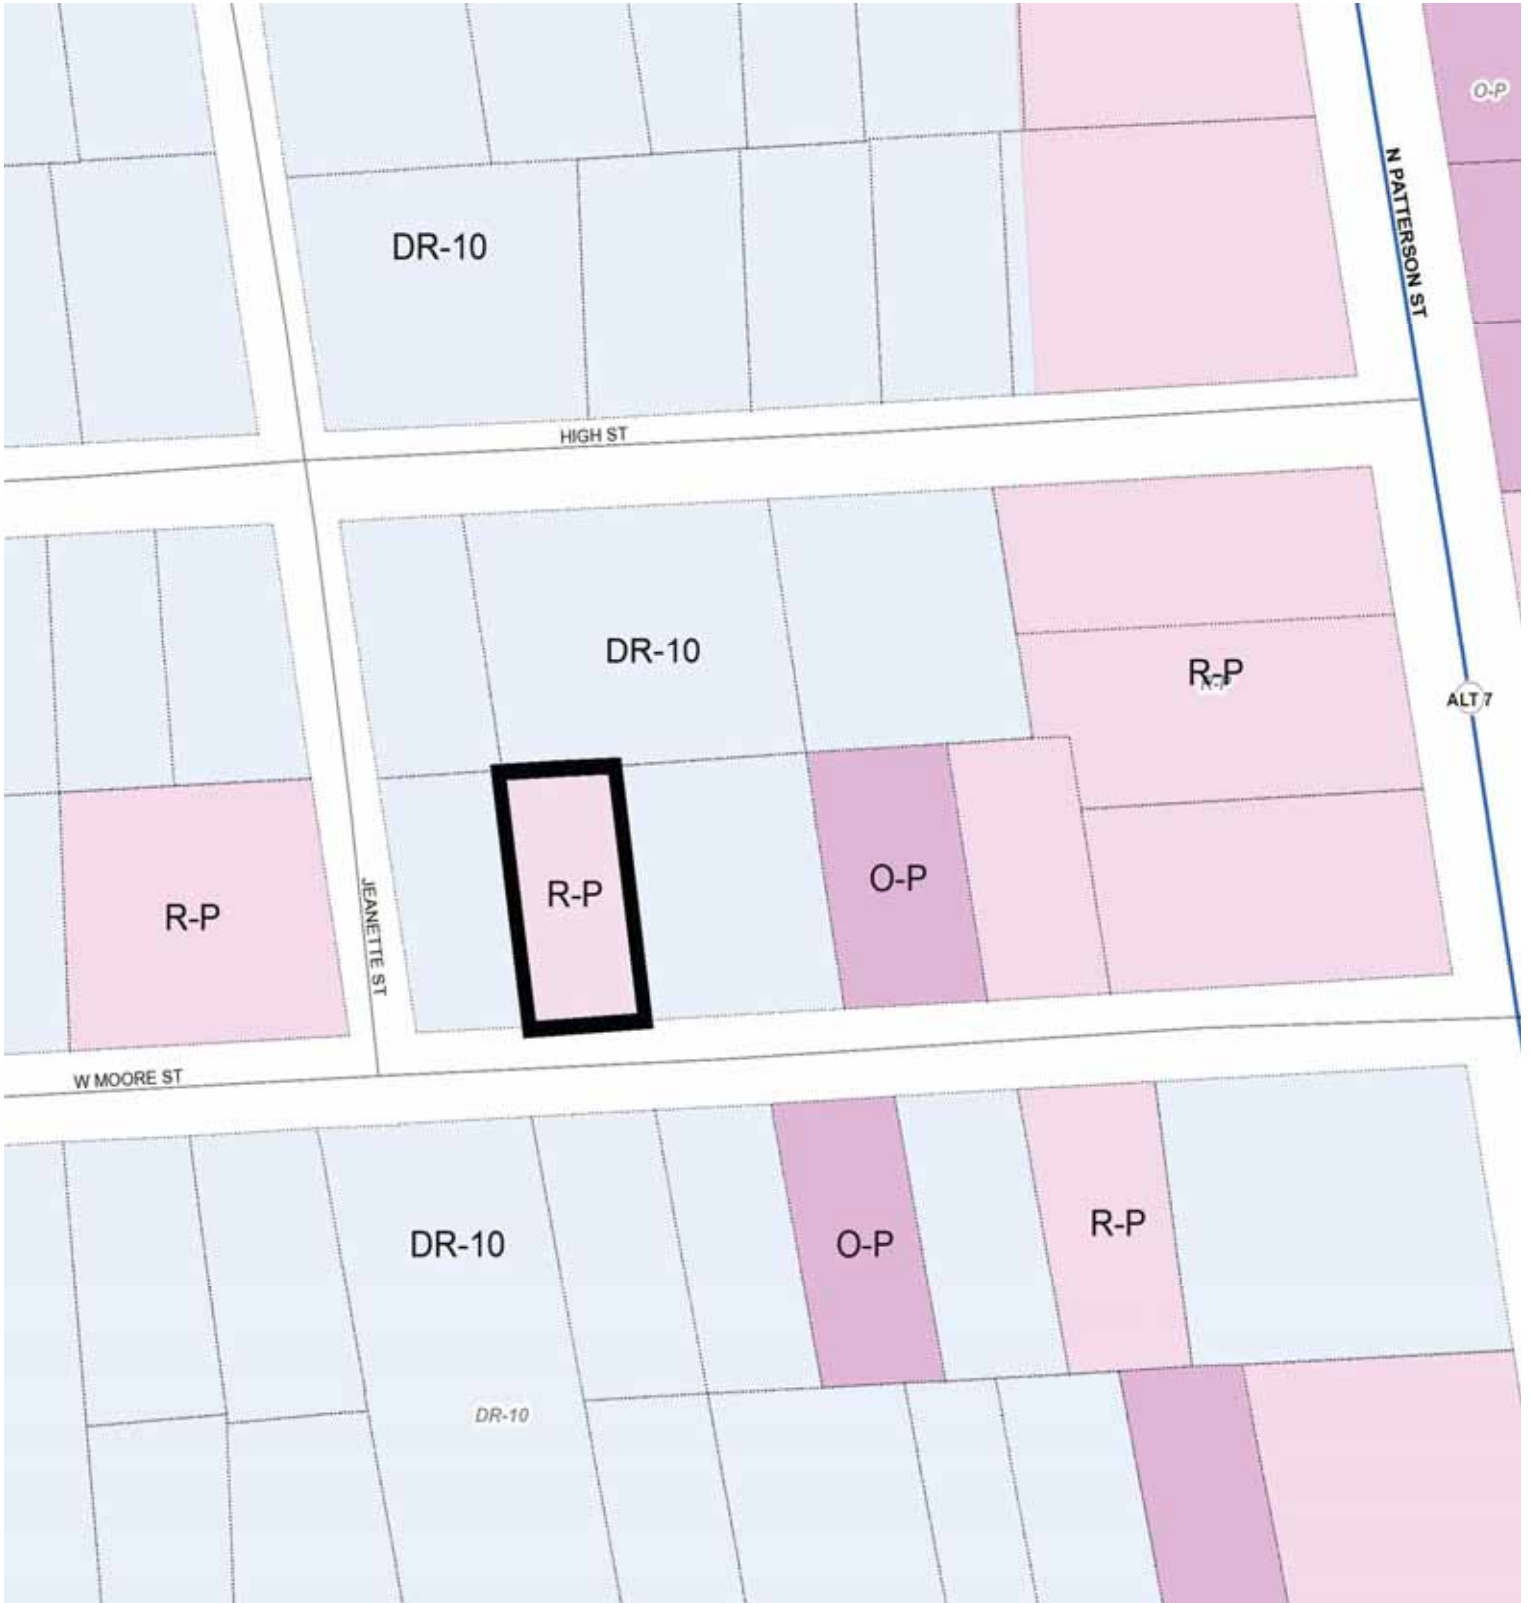 O-P
N PATTERSON ST
DR-10
HIGH ST
DR-10
R-P
R-P
ALT 7
R-P
R-P
O-P
JEANETTE ST
W MOORE ST
DR-10
O-P
R-P
DR-10